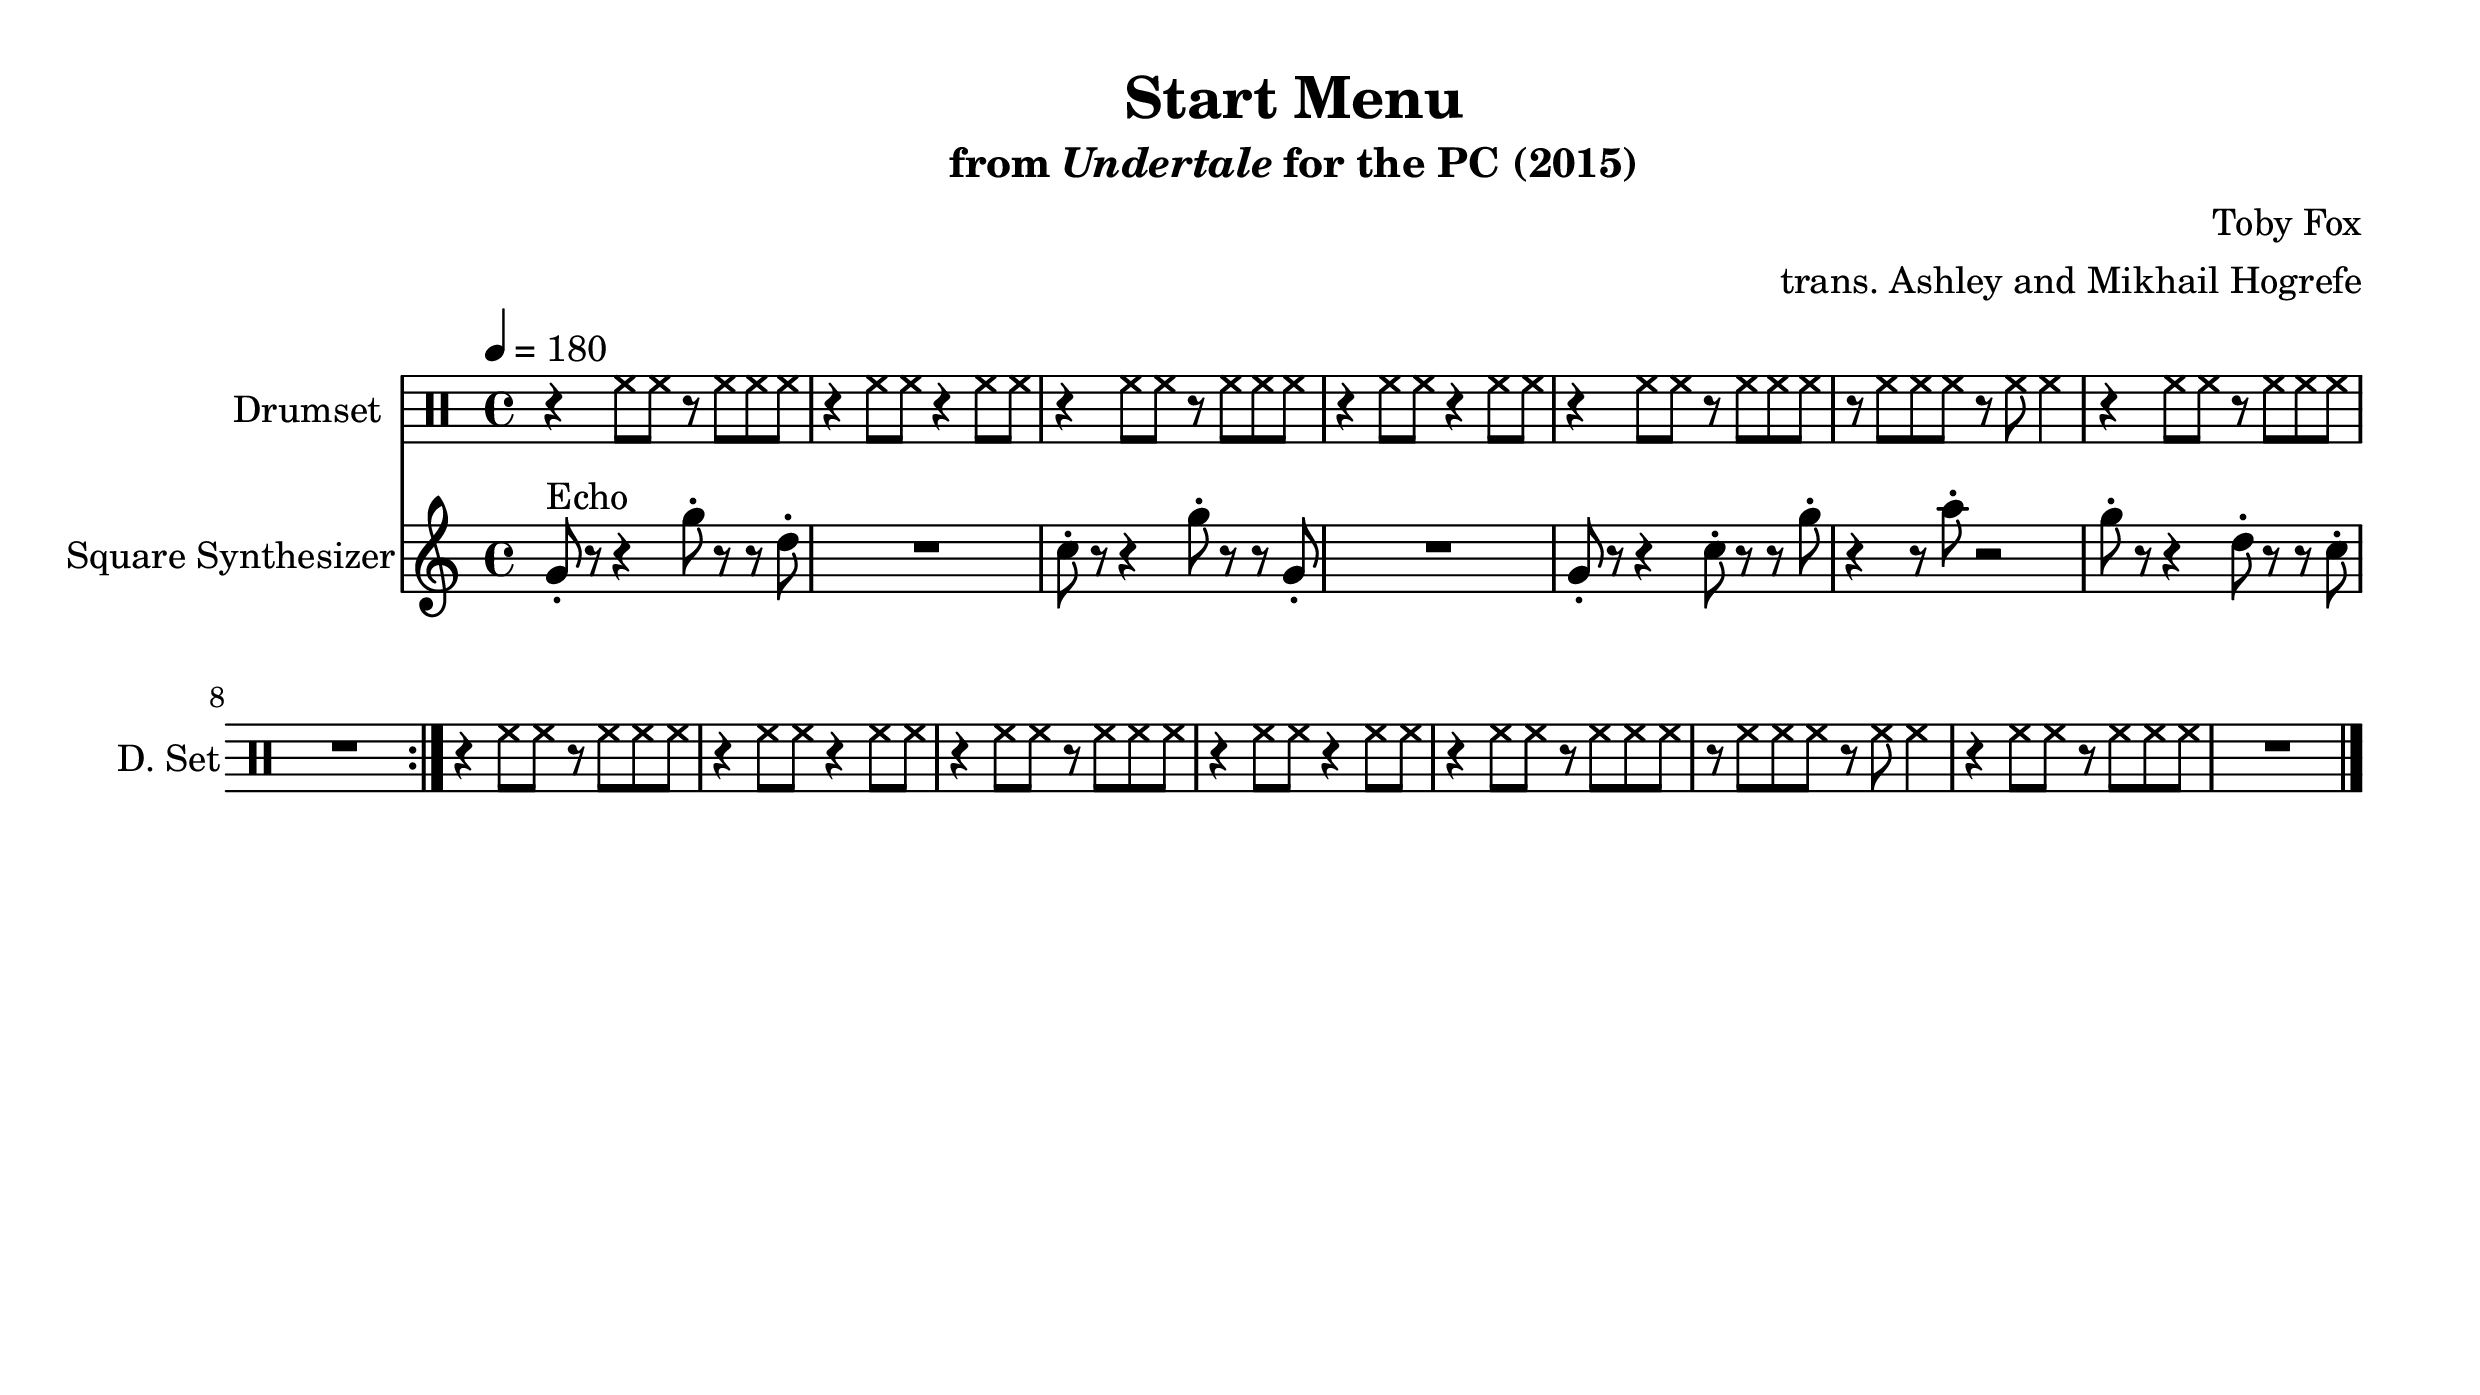 Start Menu
from Undertale for the PC (2015)
Toby Fox
trans. Ashley and Mikhail Hogrefe
= 180
Drumset
Echo
Square Synthesizer
8
D. Set